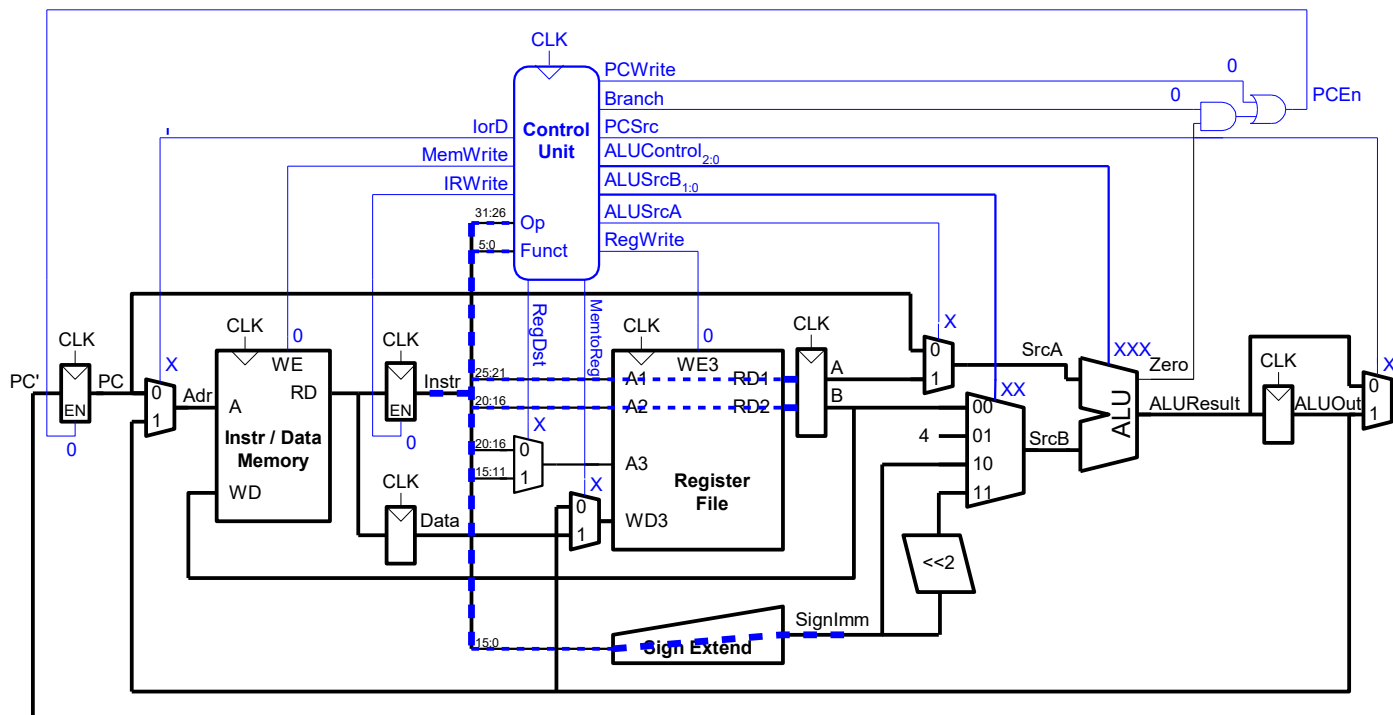 CLK
PCWrite
0
Branch
0
PCEn
IorD
Control
Unit
PCSrc
MemWrite
ALUControl2:0
IRWrite
ALUSrcB1:0
31:26
Op
ALUSrcA
5:0
Funct
RegWrite
RegDst
MemtoReg
CLK
CLK
CLK
CLK
CLK
X
0
0
X
XXX
X
PC'
PC
EN
0
0
1
Adr
WE
RD
A
Instr / Data
Memory
WD
EN
0
Instr
25:21
A1
WE3
RD1
A
0
1
SrcA
Zero
CLK
0
1
20:16
A2
RD2
B
XX
00
4
01
10
11
SrcB
ALU
ALUResult
ALUOut
X
20:16
0
15:11
1
A3
Register
File
CLK
Data
X
0
1
WD3
<<2
15:0
Sign Extend
SignImm